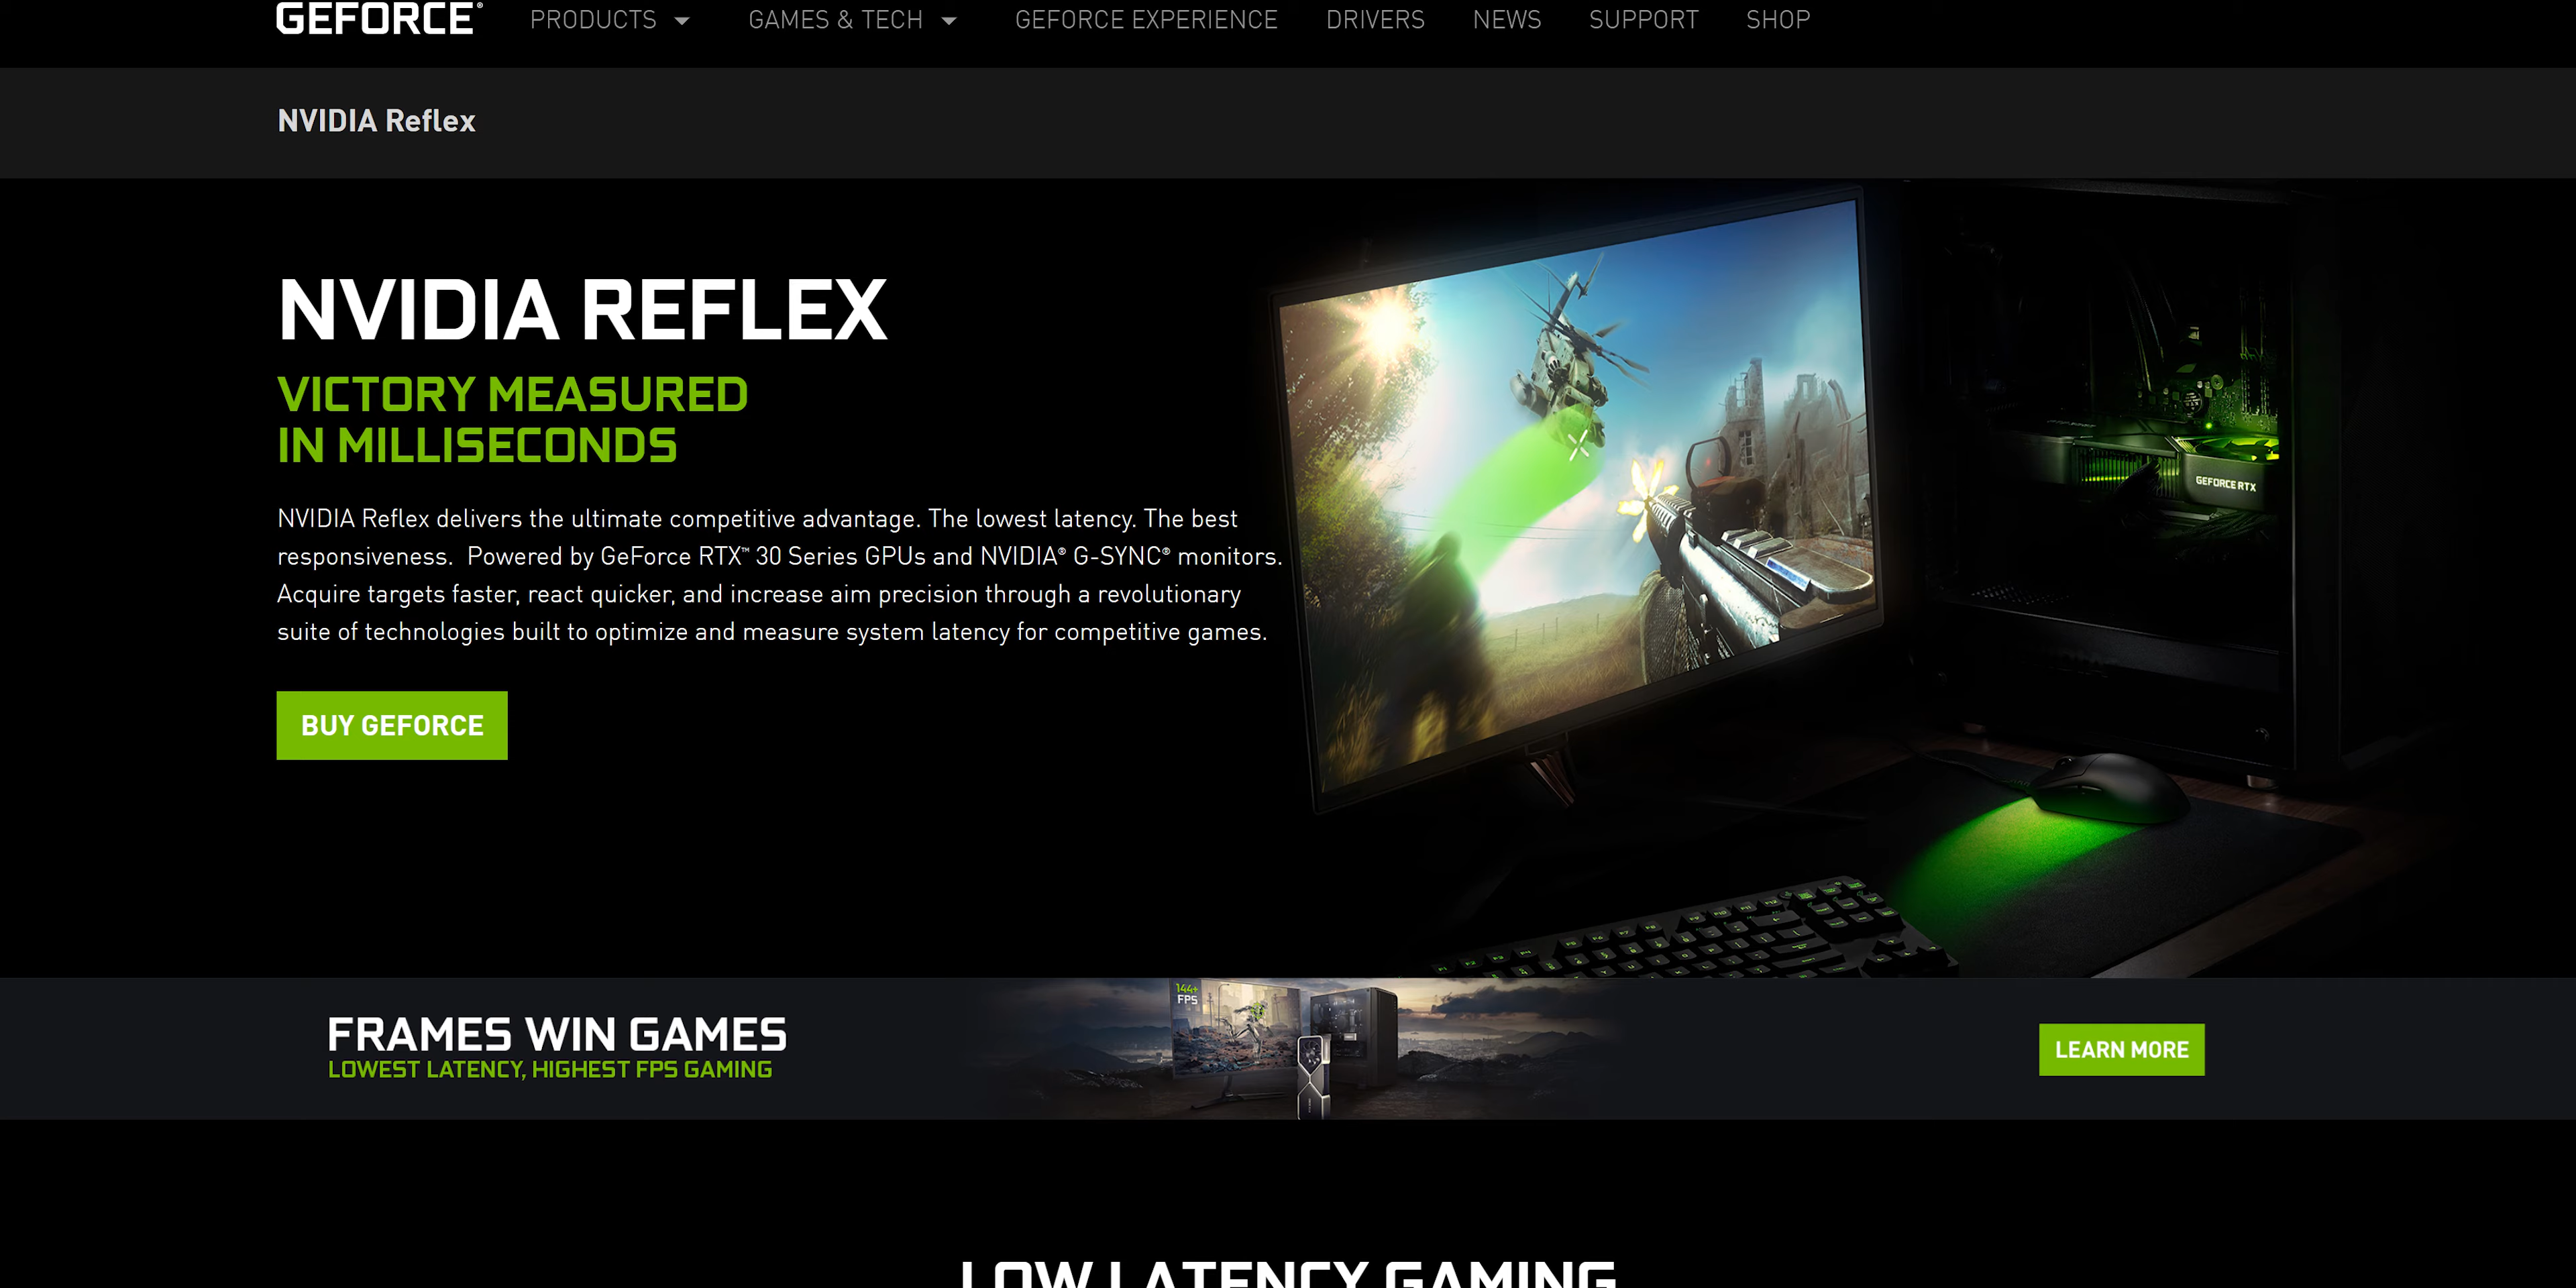 GEFORCE®
PRODUCTS
GAMES & TECH
GEFORCE EXPERIENCE
DRIVERS
NEWS
SUPPORT
SHOP
NVIDIA Reflex
NVIDIA REFLEX
VICTORY MEASURED
IN MILLISECONDS
NVIDIA Reflex delivers the ultimate competitive advantage. The lowest latency. The best
responsiveness.  Powered by GeForce RTX™ 30 Series GPUs and NVIDIA® G-SYNC® monitors.
Acquire targets faster, react quicker, and increase aim precision through a revolutionary
suite of technologies built to optimize and measure system latency for competitive games.
BUY GEFORCE
GEFORCE RTX
FRAMES WIN GAMES
LOWEST LATENCY, HIGHEST FPS GAMING
144+
FPS
LEARN MORE
LOW LATENCY GAMING